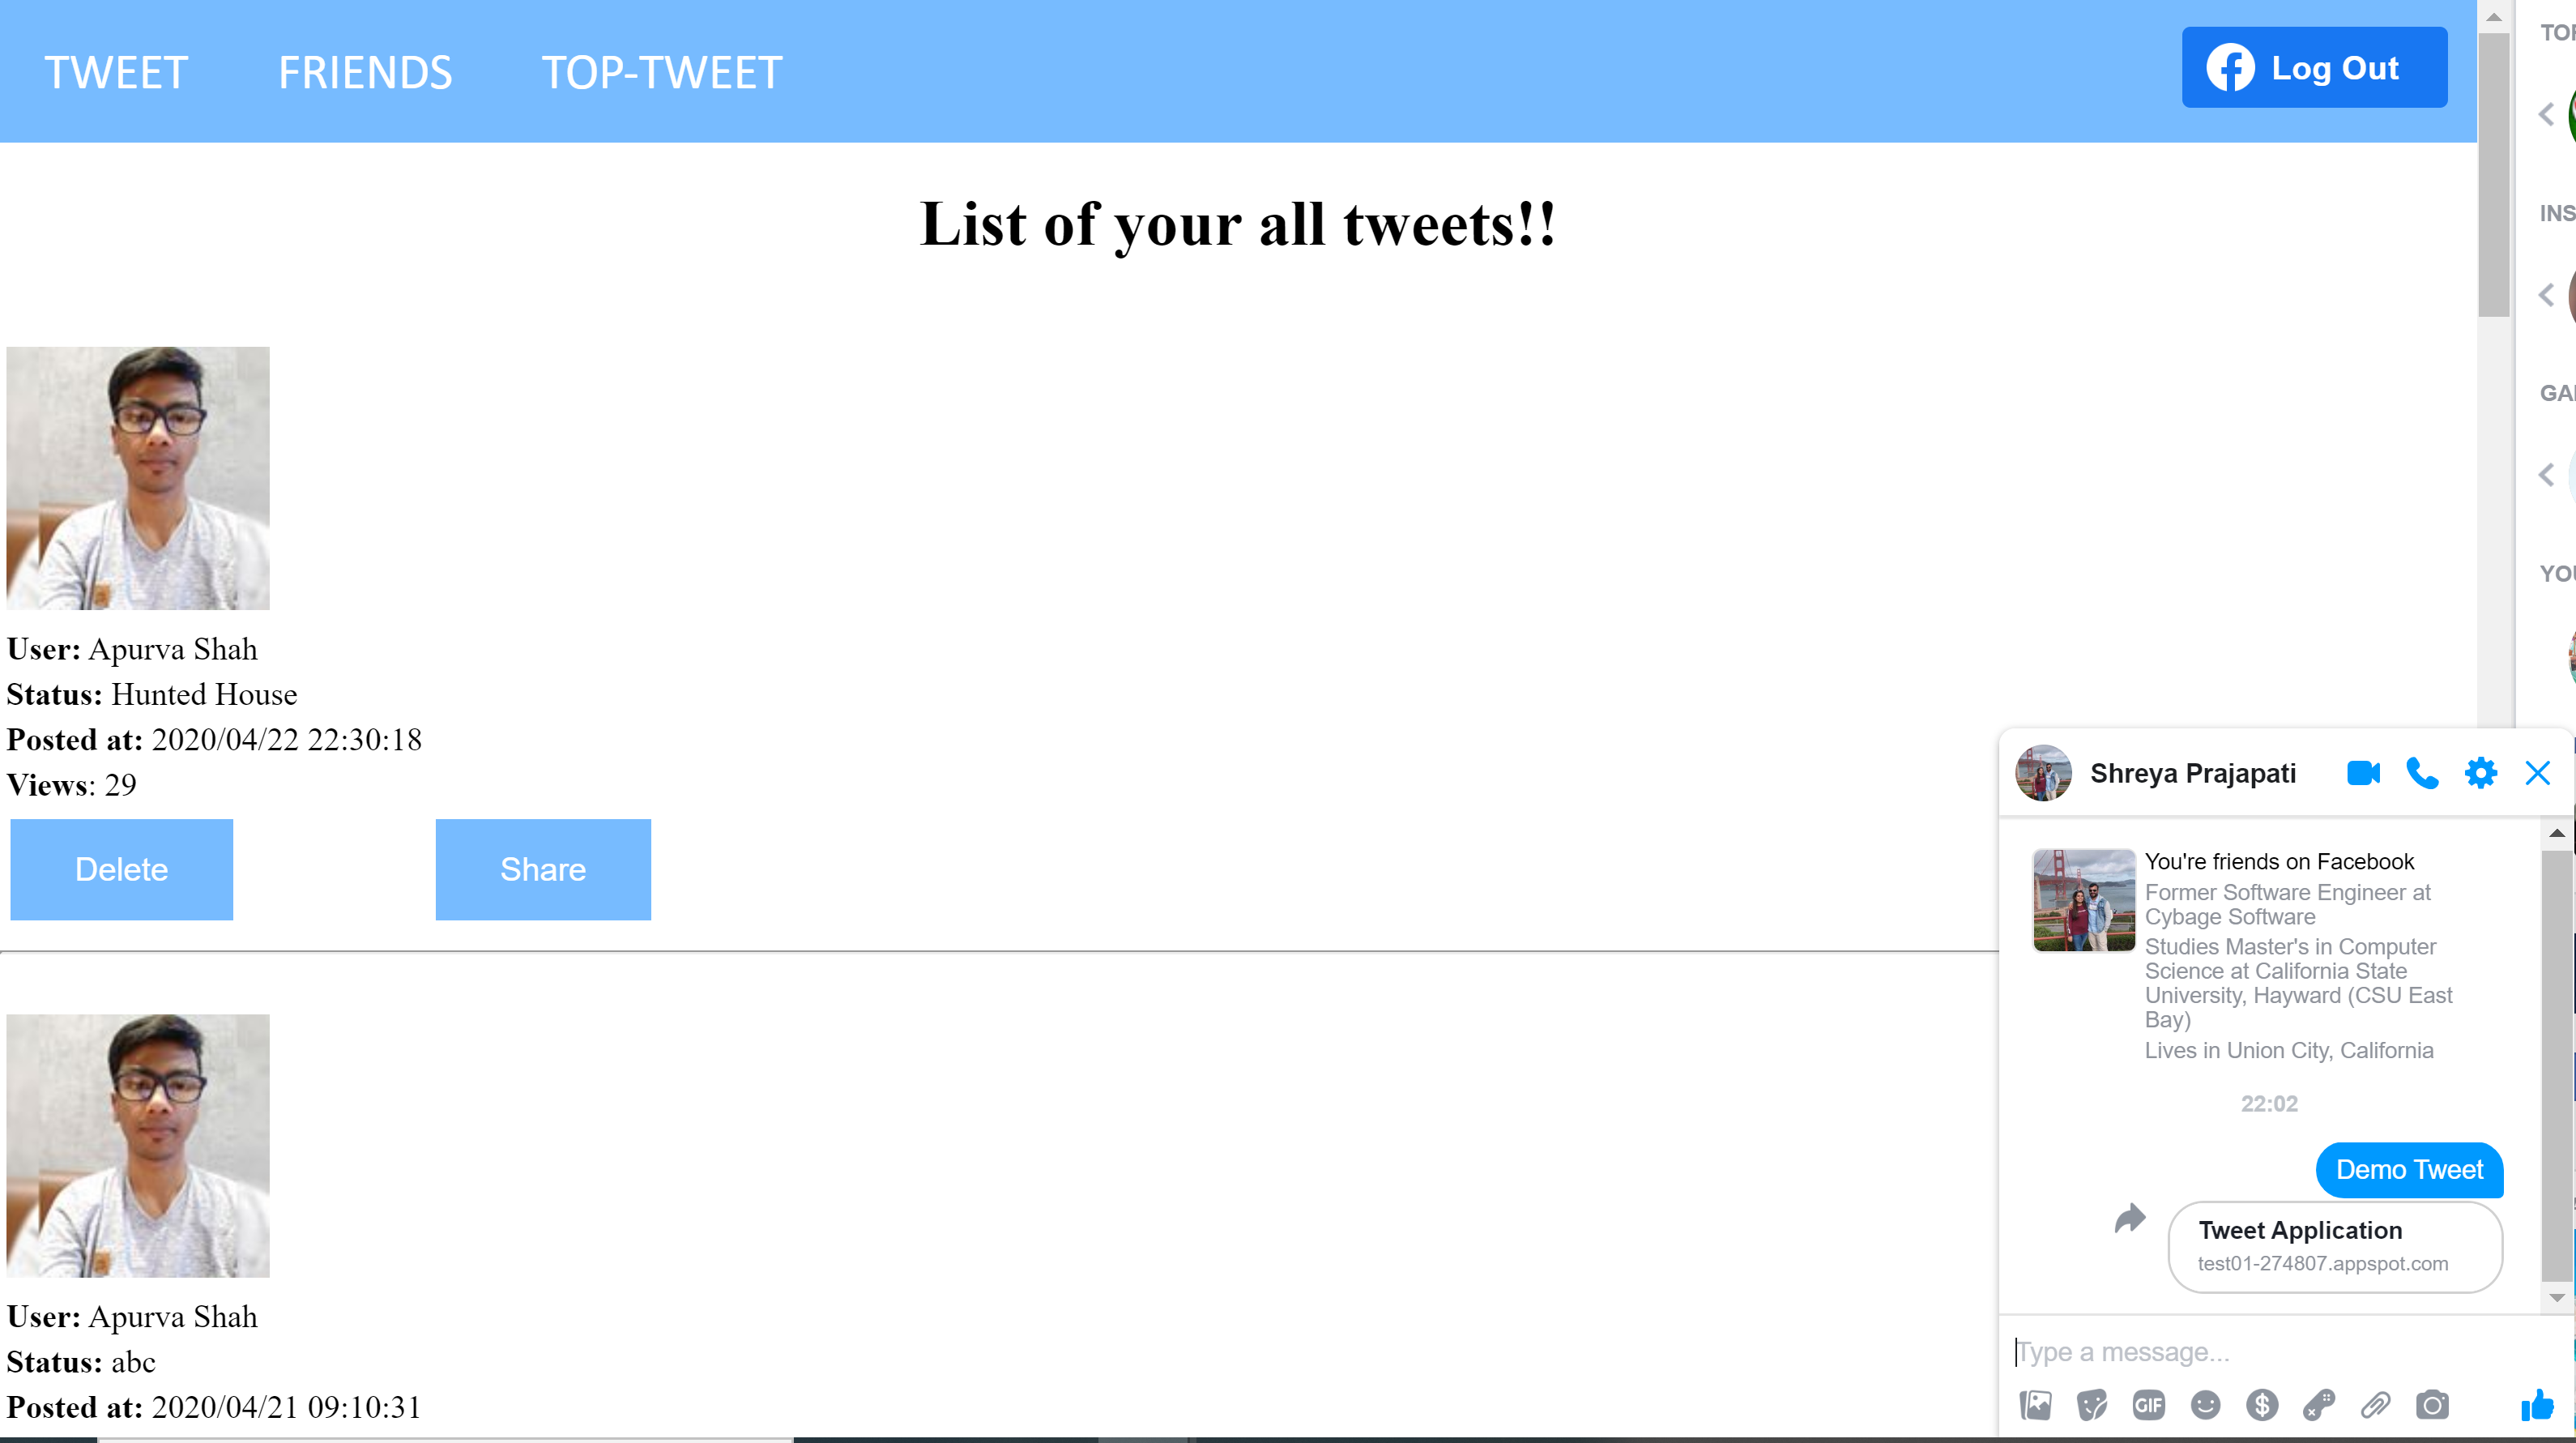 TWEET FRIENDS TOP-TWEET
Log Out
List of your all tweets!!
User: Apurva Shah
Status: Hunted House
Posted at: 2020/04/22 22:30:18
Views: 29
Delete Share
User: Apurva Shah
Status: abc
Posted at: 2020/04/21 09:10:31
Shreya Prajapati
You're friends on Facebook
Former Software Engineer at
Cybage Software
Studies Master's in Computer
Science at California State
University, Hayward (CSU East
Bay)
Lives in Union City, California
22:02
Demo Tweet
Tweet Application
test01-274807.appspot.com
Type a message...
GIF